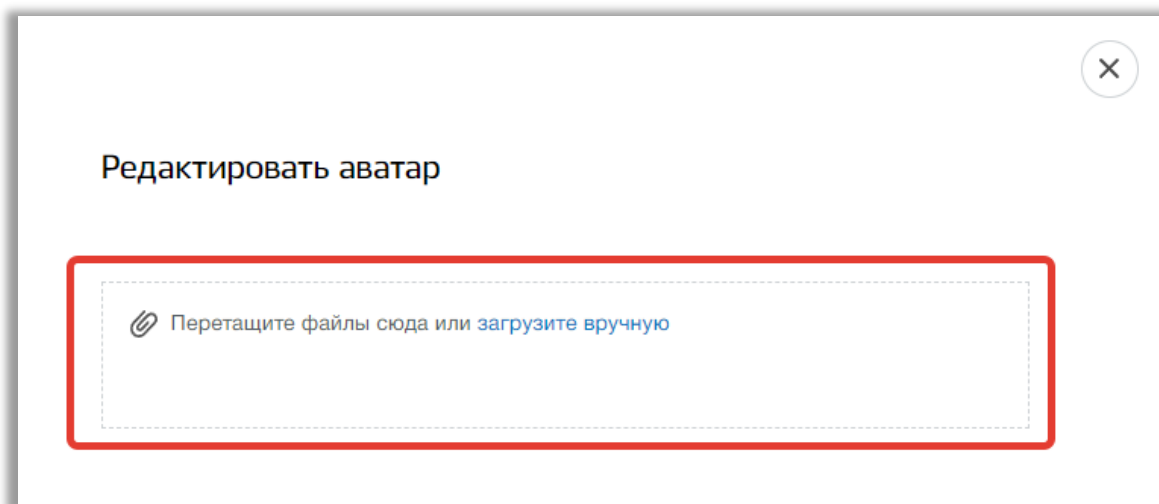 Редактировать аватар
Перетащите файлы сюда или загрузите вручную